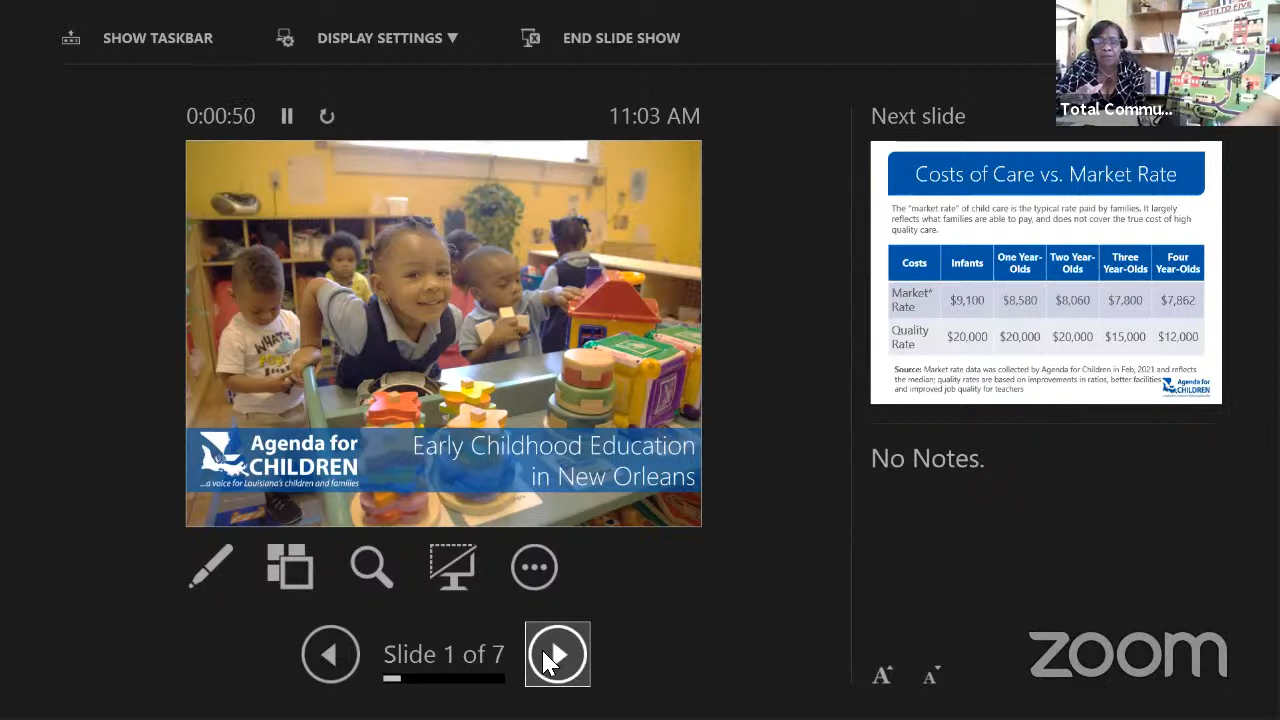 SHOW TASKBAR
DISPLAY SETTINGS ▼
END SLIDE SHOW
BIRTH TO FIVE
Total Commu...
0:00:50
11:03 AM
Next slide
Agenda for
CHILDREN
...a voice for Louisiana's children and families
Early Childhood Education
in New Orleans
Costs of Care vs. Market Rate
The "market rate" of child care is the typical rate paid by families. It largely
reflects what families are able to pay, and does not cover the true cost of high
quality care.
Costs Infants One Year-Olds Two Year-Olds Three Year-Olds Four Year-Olds
Market* Rate $9,100 $8,580 $8,060 $7,800 $7,862
Quality Rate $20,000 $20,000 $20,000 $15,000 $12,000
Source: Market rate data was collected by Agenda for Children in Feb, 2021 and reflects
the median; quality rates are based on improvements in ratios, better facilities
and improved job quality for teachers
Agenda for
CHILDREN
No Notes.
Slide 1 of 7
A A
zoom